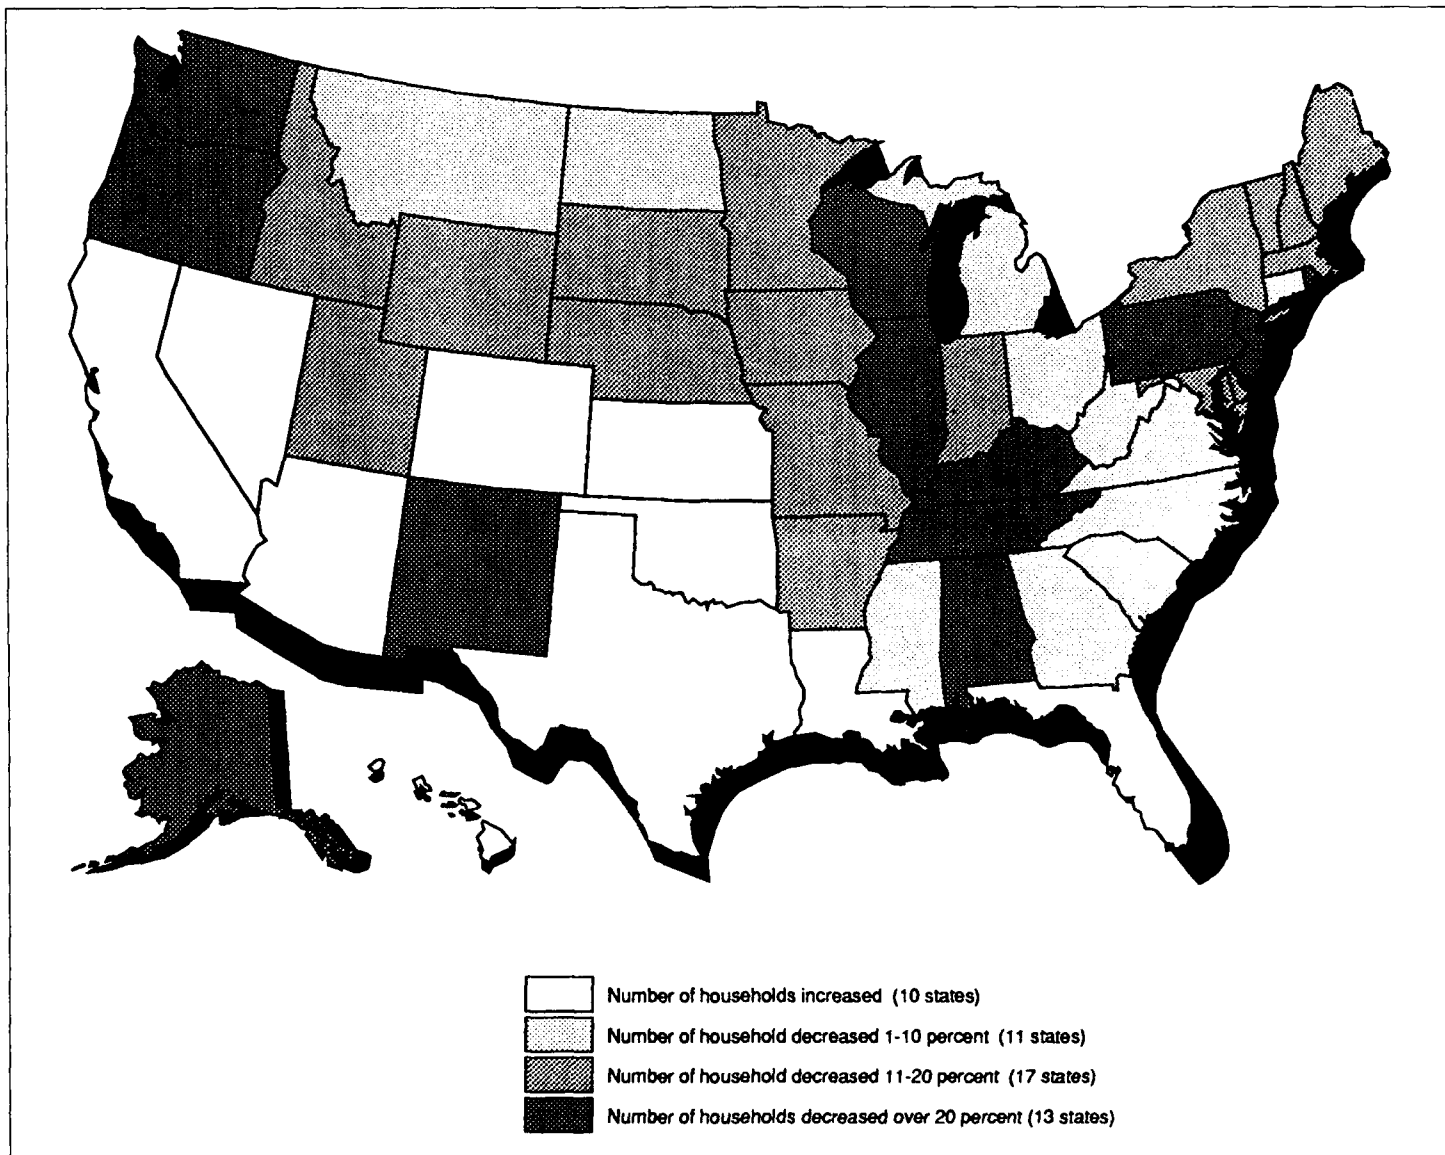 Number of households increased (10 states)
Number of household decreased 1-10 percent (11 states)
Number of household decreased 11-20 percent (17 states)
Number of households decreased over 20 percent (13 states)